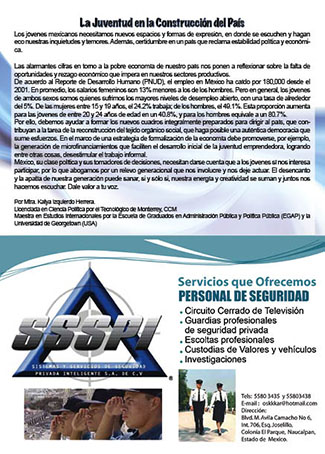 La Juventud en la Construcción del País
Los jóvenes mexicanos necesitamos nuevos espacios y formas de expresión, en donde se escuchen y hagan
eco nuestras inquietudes y temores. Además, certidumbre en un país que reclama estabilidad política y económi-
ca.
Las alarmantes cifras en torno a la pobre economía de nuestro país nos ponen a reflexionar sobre la falta de
oportunidades y rezago económico que impera en nuestros sectores productivos.
De acuerdo al Reporte de Desarrollo Humano (PNUD), el empleo en México ha caído por 180,000 desde el
2001. En promedio, los salarios femeninos son 13% menores a los de los hombres. Pero en general, los jóvenes
de ambos sexos somos quienes sufrimos los mayores niveles de desempleo abierto, con una tasa de alrededor
del 5%. De las mujeres entre 15 y 19 años, el 24.2% trabaja; de los hombres, el 49.1%. Esta proporción aumenta
para los jóvenes de entre 20 y 24 años de edad en un 40.8%, y para los hombres equivale a un 80.7%.
Por ello, debemos ayudar a formar los nuevos cuadros integralmente preparados para dirigir al país, que con-
tribuyan a la tarea de la reconstrucción del tejido orgánico social, que haga posible una auténtica democracia que
sume esfuerzos. En el marco de una estrategia de formalización de la economía debe promoverse, por ejemplo,
la generación de microfinanciamientos que faciliten el desarrollo inicial de la juventud emprendedora, logrando
entre otras cosas, desestimular el trabajo informal.
México, su clase política y sus tomadores de decisiones, necesitan darse cuenta que a los jóvenes si nos interesa
participar, por lo que abogamos por un relevo generacional que nos involucre y nos deje actuar. El desencanto
y la apatía de nuestra generación puede sanar, si y sólo si, nuestra energía y creatividad se suman y juntos nos
hacemos escuchar. Dale valor a tu voz.
Por Mtra. Katya Izquierdo Herrera.
Licenciada en Ciencia Política por el Tecnológico de Monterrey, CCM
Maestra en Estudios Internacionales por la Escuela de Graduados en Administración Pública y Política Pública (EGAP) y la
Universidad de Georgetown (USA)
Servicios que Ofrecemos
PERSONAL DE SEGURIDAD
• Circuito Cerrado de Televisión
• Guardias profesionales
de seguridad privada
• Escoltas profesionales
• Custodias de Valores y vehículos
• Investigaciones
SSSPI
SISTEMAS Y SERVICIOS DE SEGURIDAD
PRIVADA INTELIGENTE S.A. DE C.V
®
Tels: 5580 3435 y 55803438
E-mail: oskkkar@hotmail.com
Dirección:
Blvd. M. Avila Camacho No 6
Int. 706, Esq. Joselillo,
Colonia El Parque, Naucalpan,
Estado de Mexico.